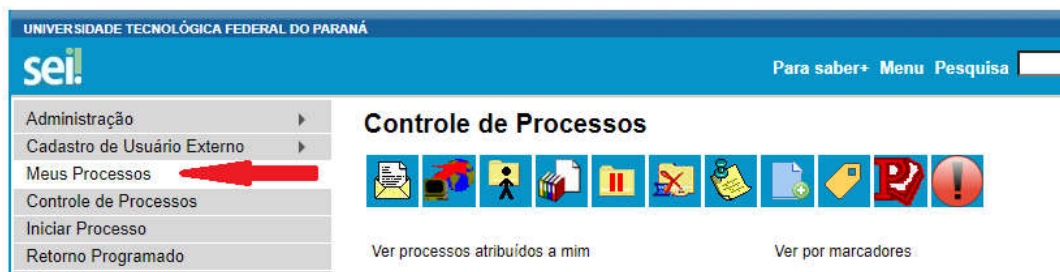 UNIVERSIDADE TECNOLÓGICA FEDERAL DO PARANÁ
sei!
Para saber+ Menu Pesquisa
Administração
Cadastro de Usuário Externo
Meus Processos
Controle de Processos
Iniciar Processo
Retorno Programado
Controle de Processos
Ver processos atribuídos a mim
Ver por marcadores